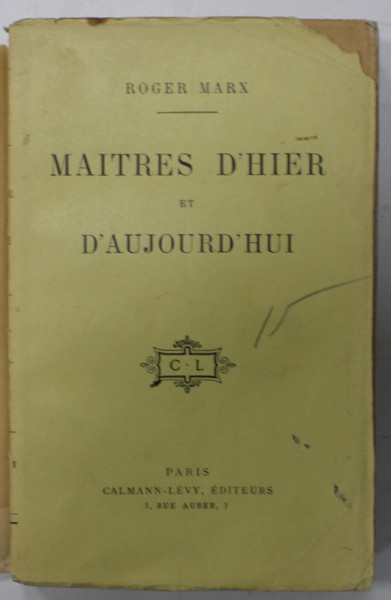 ROGER MARX
MAITRES D'HIER
ET
D'AUJOURD'HUI
15
C·L
PARIS
CALMANN-LÉVY, ÉDITEURS
3, RUE AUBER, 3